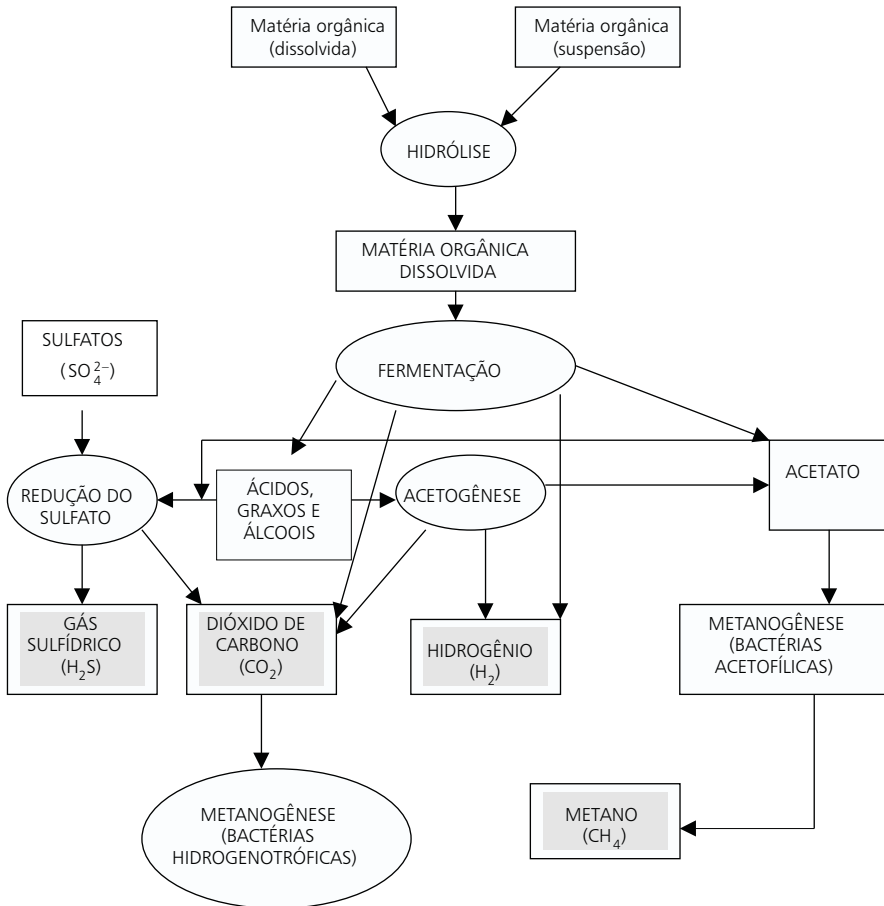 Matéria orgânica
(dissolvida)
Matéria orgânica
(suspensão)
HIDRÓLISE
MATÉRIA ORGÂNICA
DISSOLVIDA
SULFATOS
(SO₄²⁻)
FERMENTAÇÃO
REDUÇÃO DO
SULFATO
ÁCIDOS,
GRAXOS E
ÁLCOOIS
ACETOGÊNESE
ACETATO
GÁS
SULFÍDRICO
(H₂S)
DIÓXIDO DE
CARBONO
(CO₂)
HIDROGÊNIO
(H₂)
METANOGÊNESE
(BACTÉRIAS
ACETOFÍLICAS)
METANOGÊNESE
(BACTÉRIAS
HIDROGENOTRÓFICAS)
METANO
(CH₄)